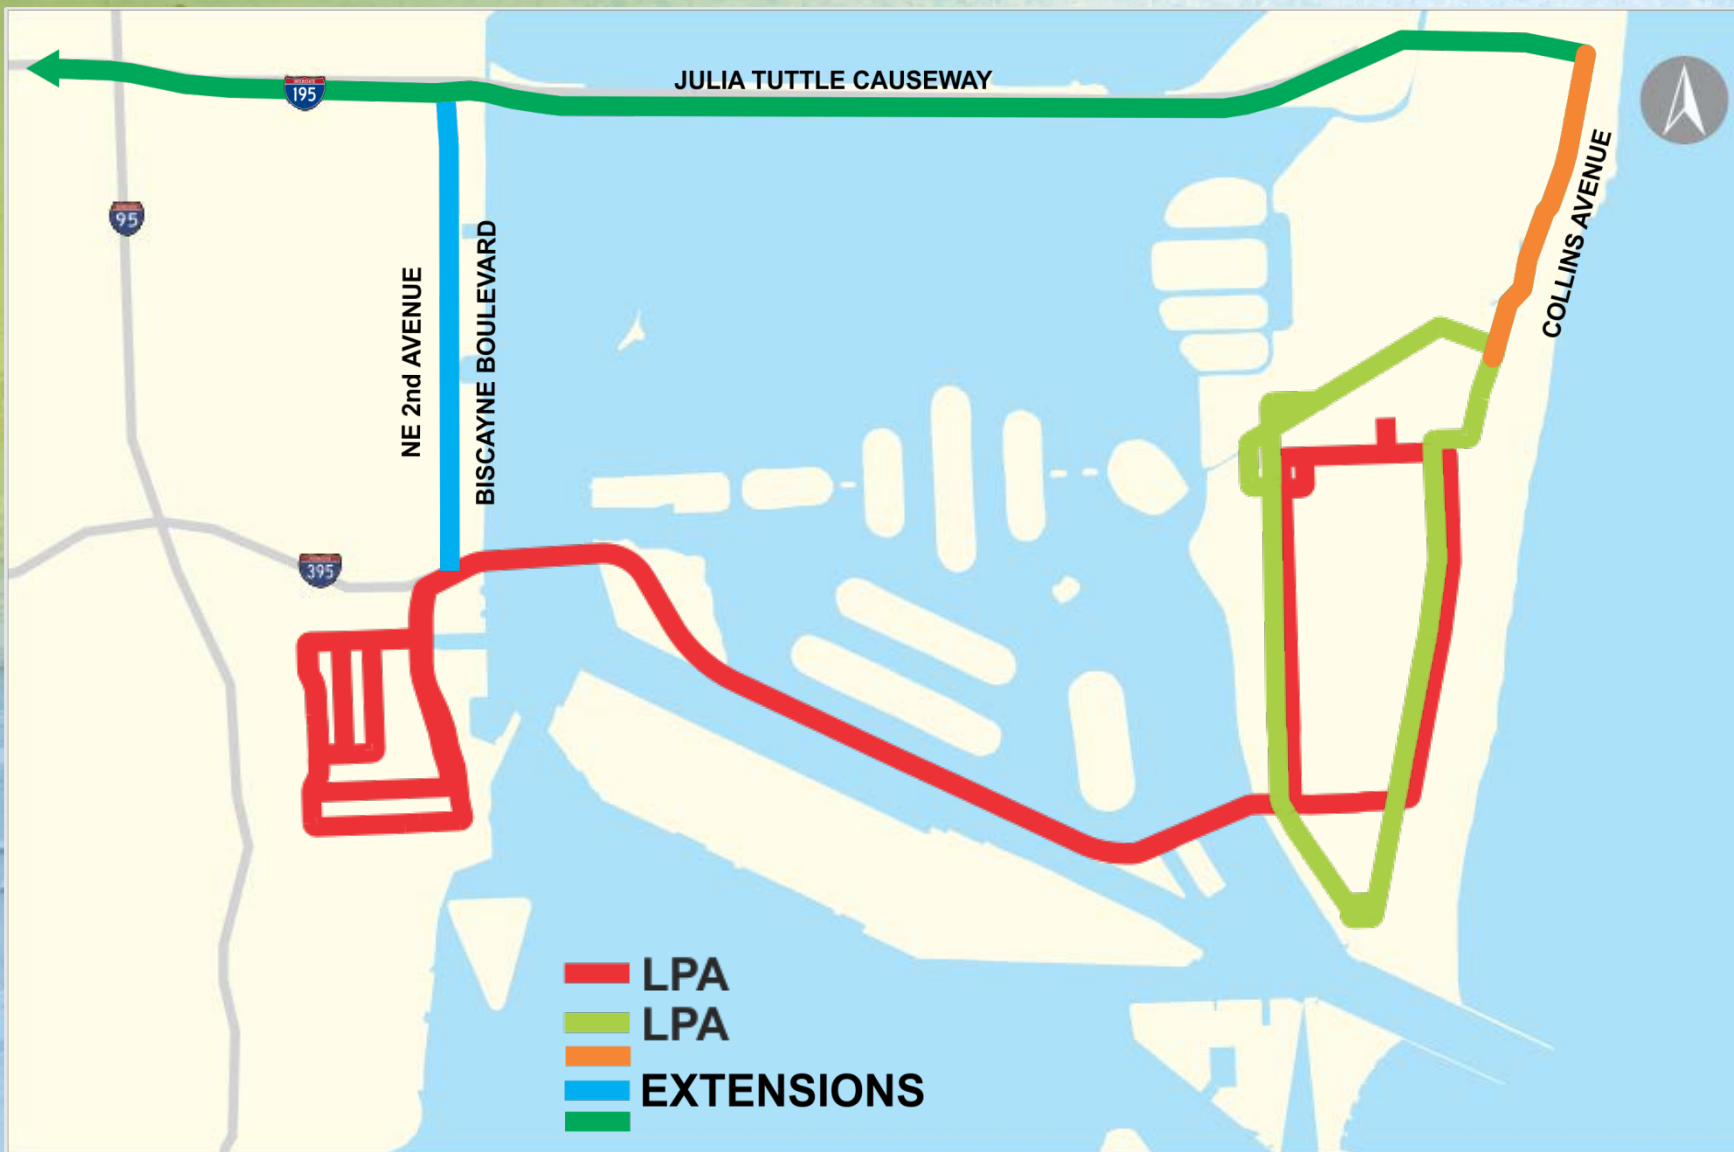 JULIA TUTTLE CAUSEWAY
195
95
COLLINS AVENUE
NE 2nd AVENUE
BISCAYNE BOULEVARD
395
LPA
LPA
EXTENSIONS